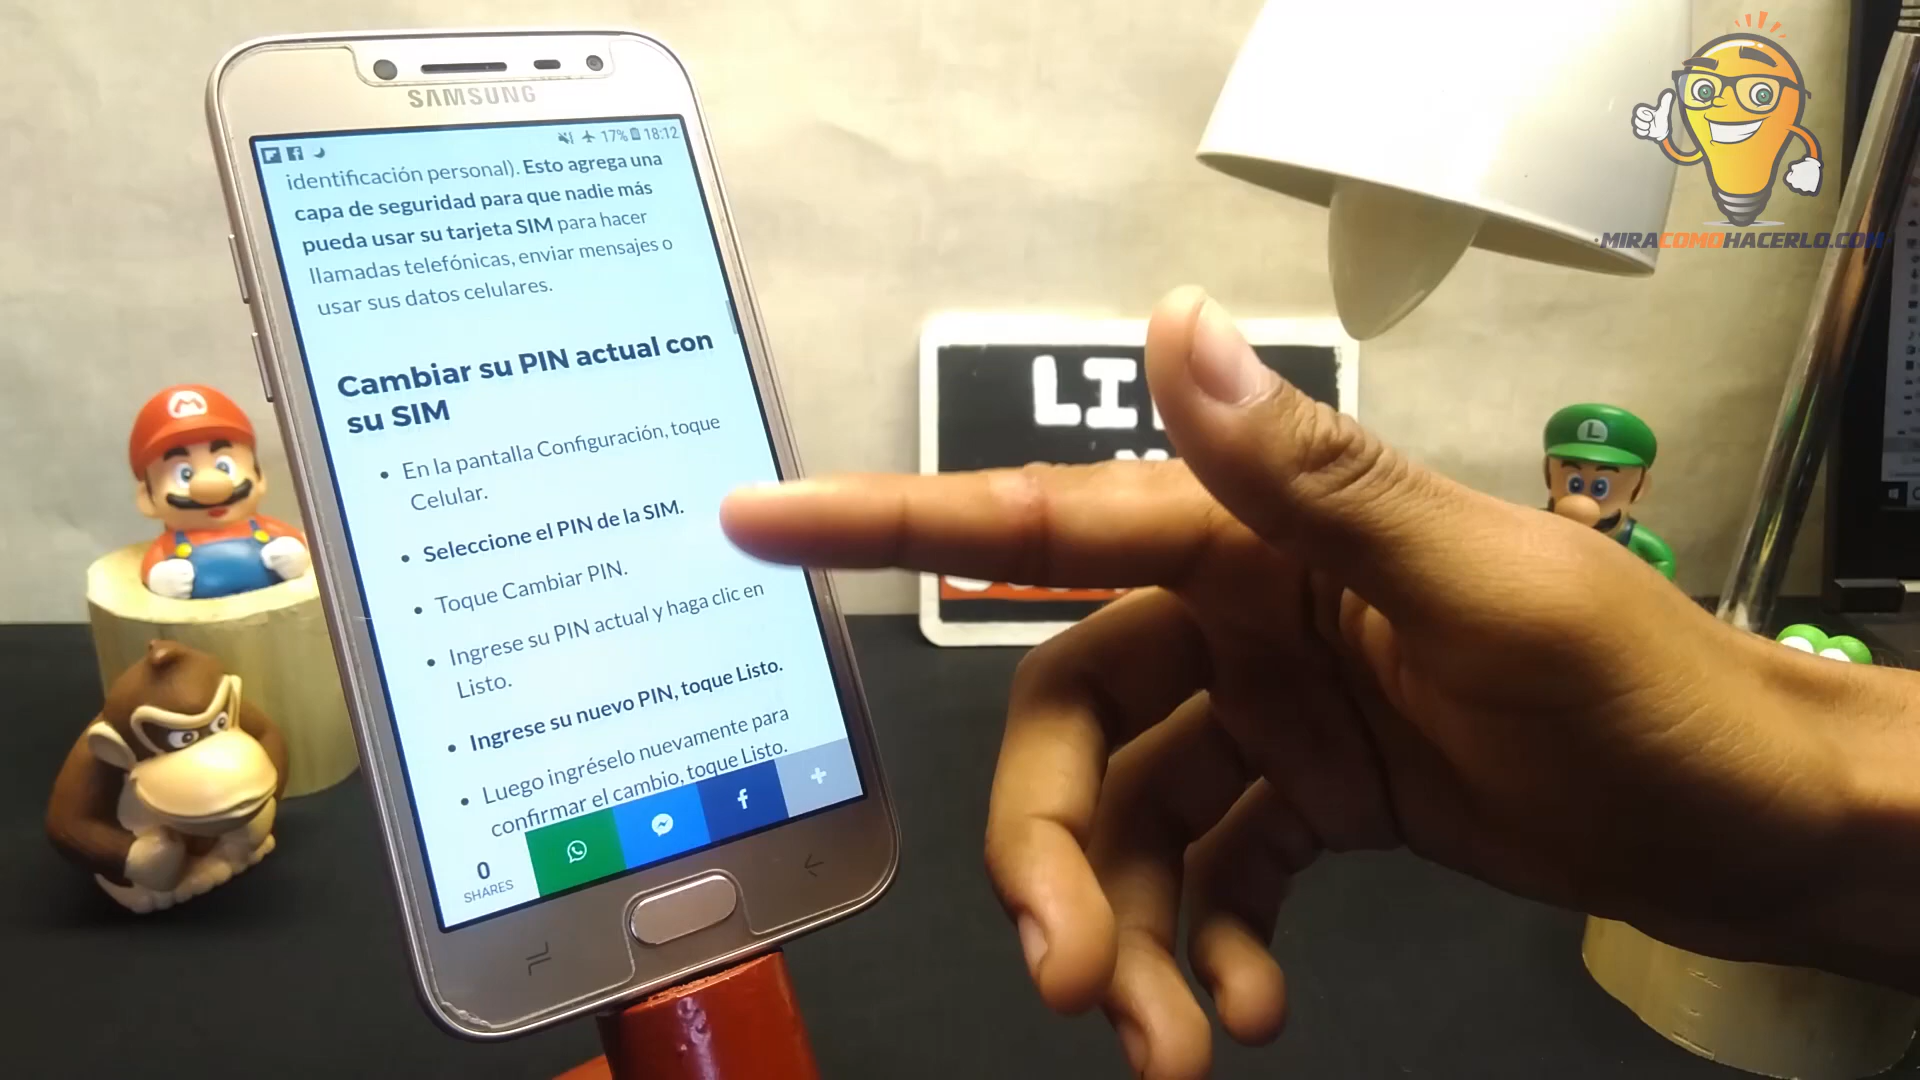 SAMSUNG
17% 18:12
identificación personal). Esto agrega una
capa de seguridad para que nadie más
pueda usar su tarjeta SIM para hacer
llamadas telefónicas, enviar mensajes o
usar sus datos celulares.
Cambiar su PIN actual con
su SIM
• En la pantalla Configuración, toque
Celular.
• Seleccione el PIN de la SIM.
• Toque Cambiar PIN.
• Ingrese su PIN actual y haga clic en
Listo.
• Ingrese su nuevo PIN, toque Listo.
• Luego ingréselo nuevamente para
confirmar el cambio, toque Listo.
0
SHARES
MIRACOMOHACERLO.COM
M
L